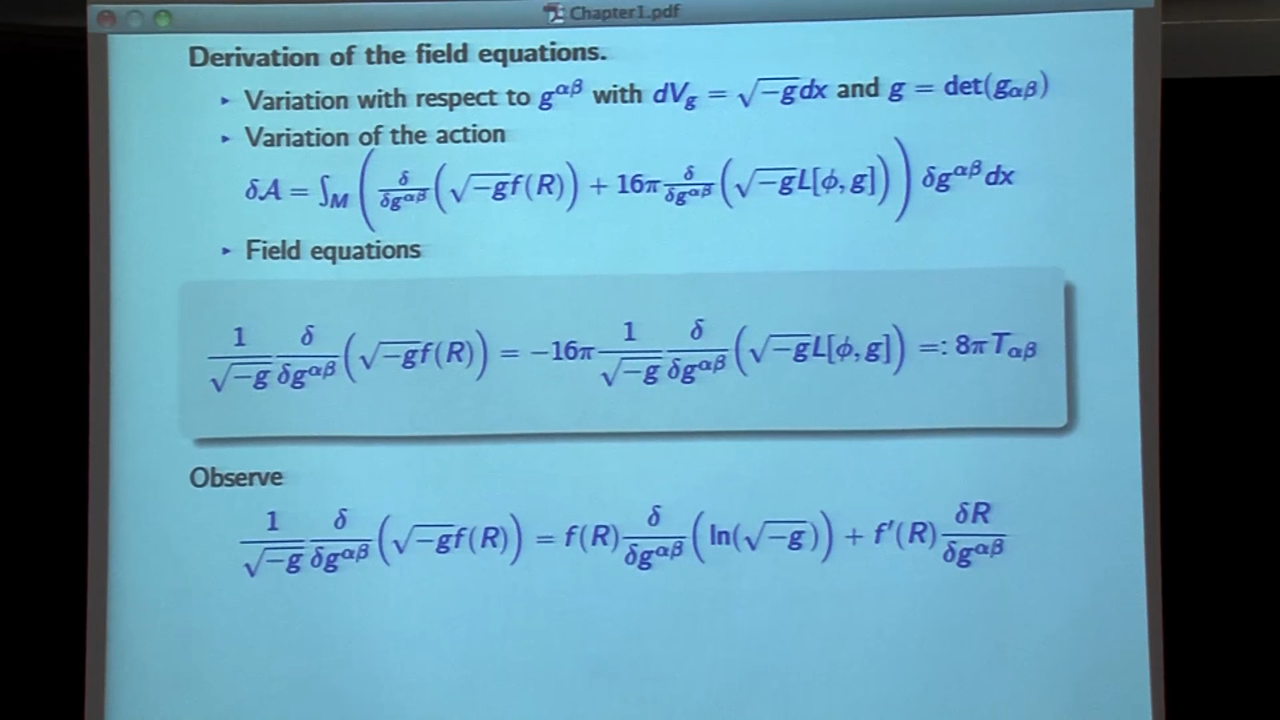 Chapter1.pdf
Derivation of the field equations.
▸ Variation with respect to g^{αβ} with dV_g = √−g dx and g = det(g_{αβ})
▸ Variation of the action
δA = ∫_M ( δ/δg^{αβ} (√−g f(R)) + 16π δ/δg^{αβ} (√−g L[ϕ, g]) ) δg^{αβ} dx
▸ Field equations
1/√−g δ/δg^{αβ} (√−g f(R)) = −16π 1/√−g δ/δg^{αβ} (√−g L[ϕ, g]) =: 8π T_{αβ}
Observe
1/√−g δ/δg^{αβ} (√−g f(R)) = f(R) δ/δg^{αβ} (ln(√−g)) + f′(R) δR/δg^{αβ}